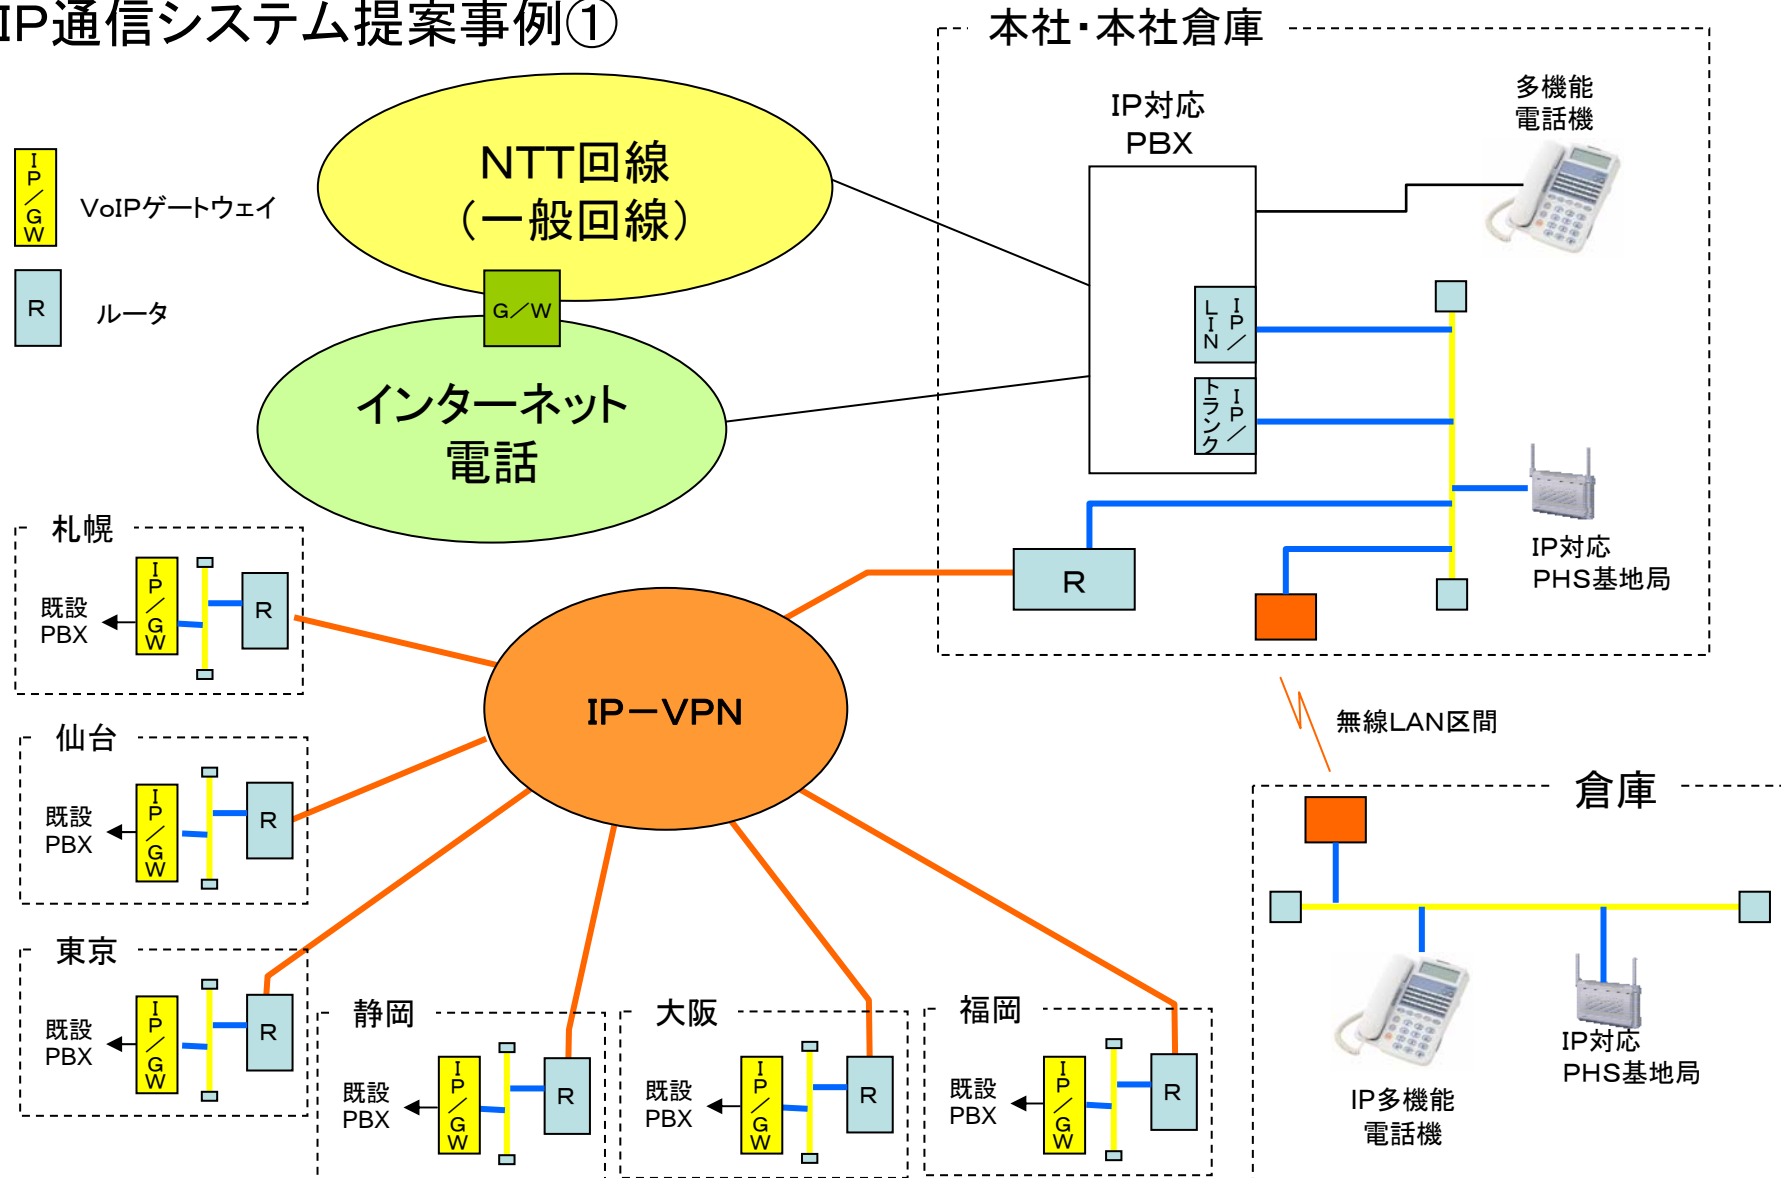 IP通信システム提案事例①
本社・本社倉庫
IP対応
PBX
多機能
電話機
NTT回線
(一般回線)
IP/GW
VoIPゲートウェイ
R
ルータ
G/W
インターネット
電話
IP/
LIN
IP/
トランク
IP対応
PHS基地局
R
札幌
既設
PBX
IP/GW
R
IP-VPN
無線LAN区間
仙台
既設
PBX
IP/GW
R
倉庫
東京
既設
PBX
IP/GW
R
静岡
既設
PBX
IP/GW
R
大阪
既設
PBX
IP/GW
R
福岡
既設
PBX
IP/GW
R
IP多機能
電話機
IP対応
PHS基地局